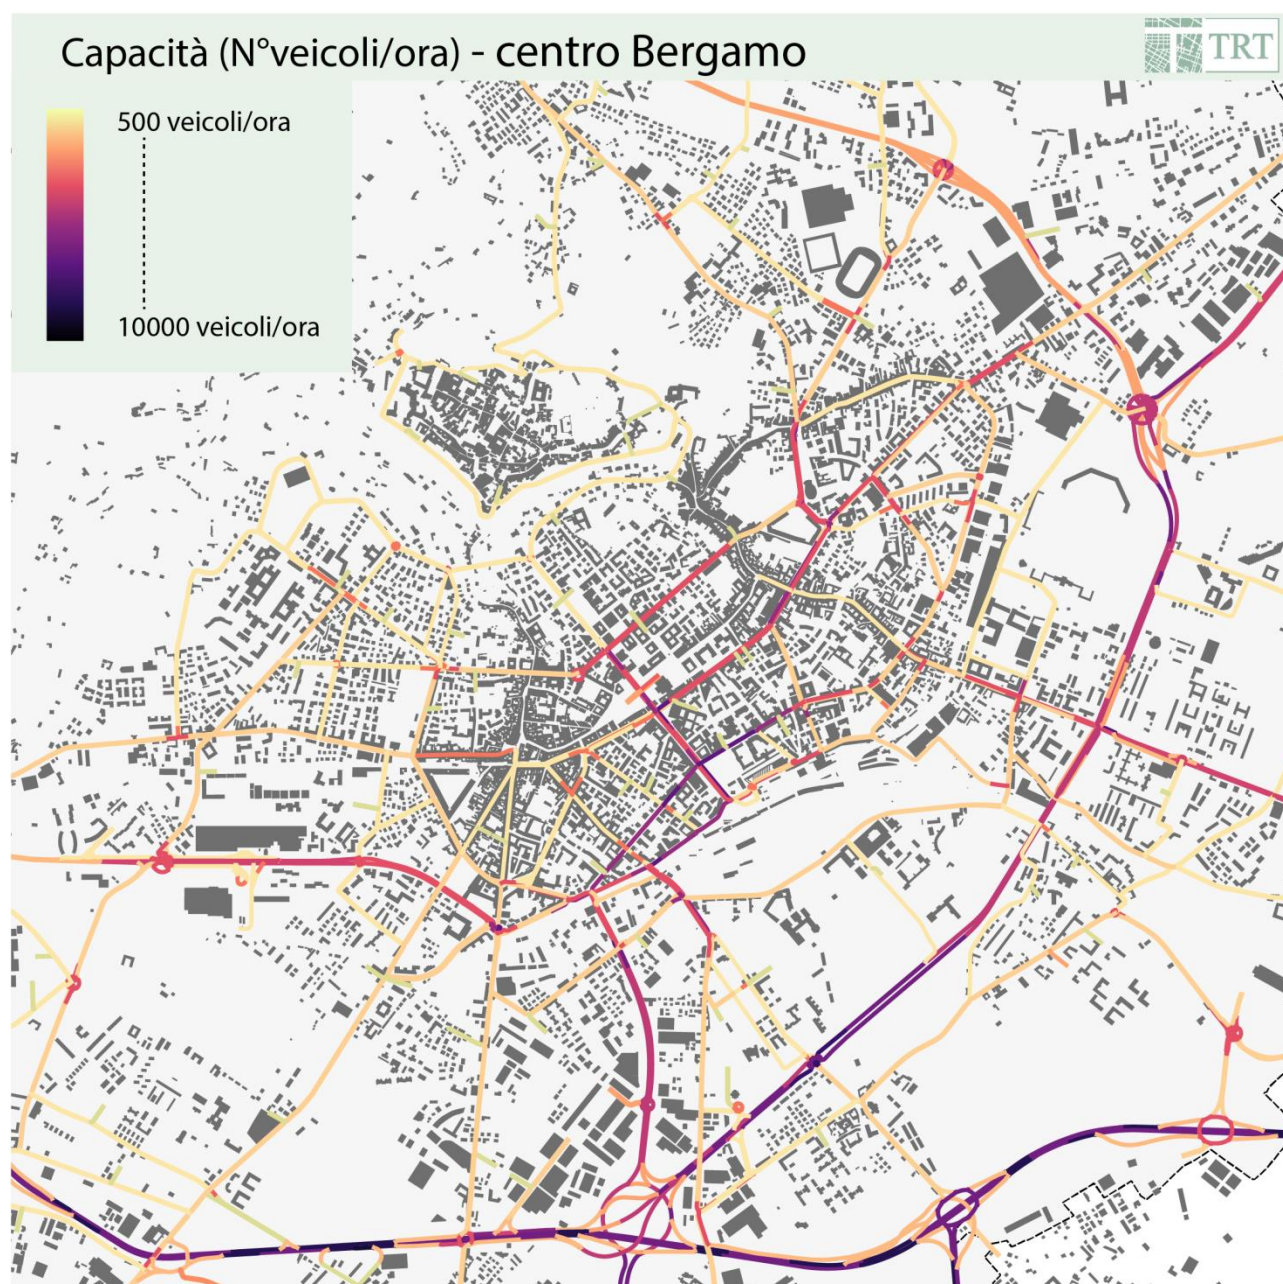 Capacità (N°veicoli/ora) - centro Bergamo
TRT
500 veicoli/ora
10000 veicoli/ora